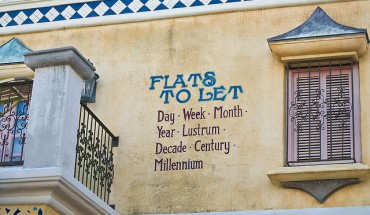 FLATS
TO LET
Day · Week · Month ·
Year · Lustrum ·
Decade · Century ·
Millennium